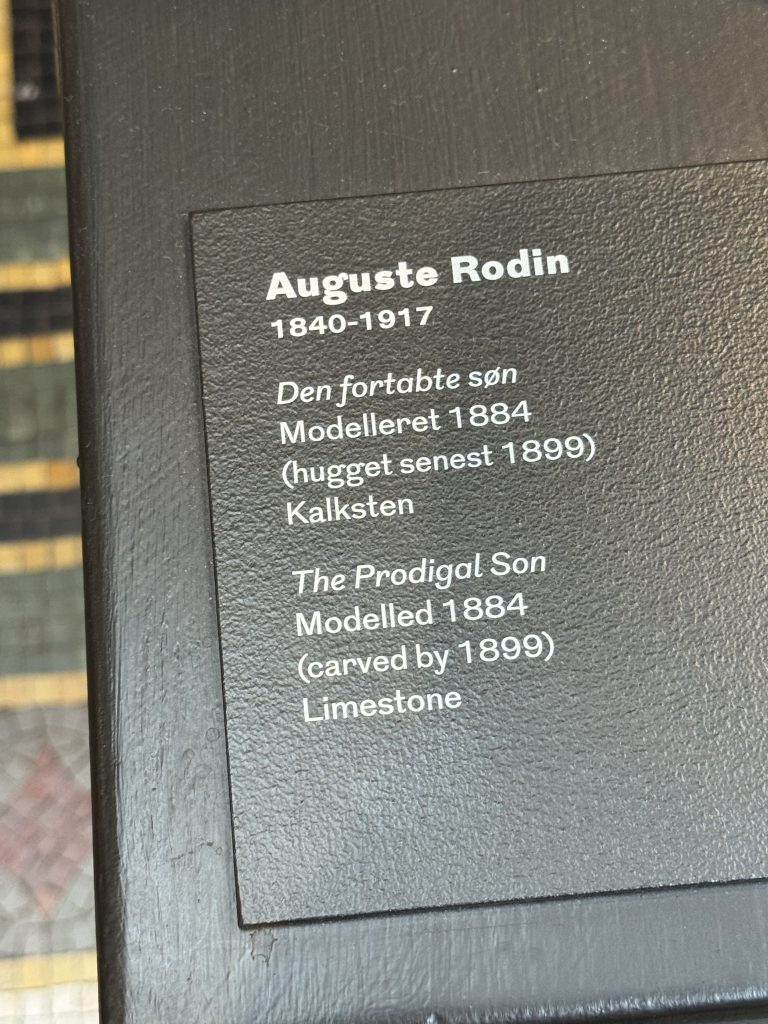 Auguste Rodin
1840-1917
Den fortabte søn
Modelleret 1884
(hugget senest 1899)
Kalksten
The Prodigal Son
Modelled 1884
(carved by 1899)
Limestone